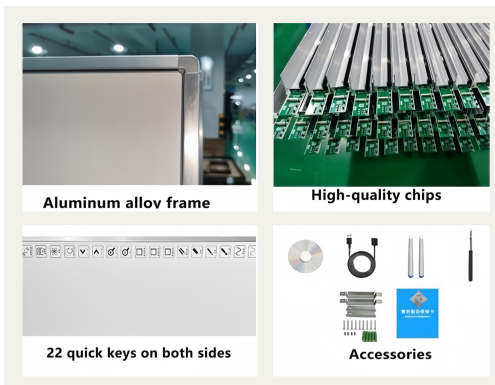 Aluminum alloy frame
High-quality chips
22 quick keys on both sides
Accessories